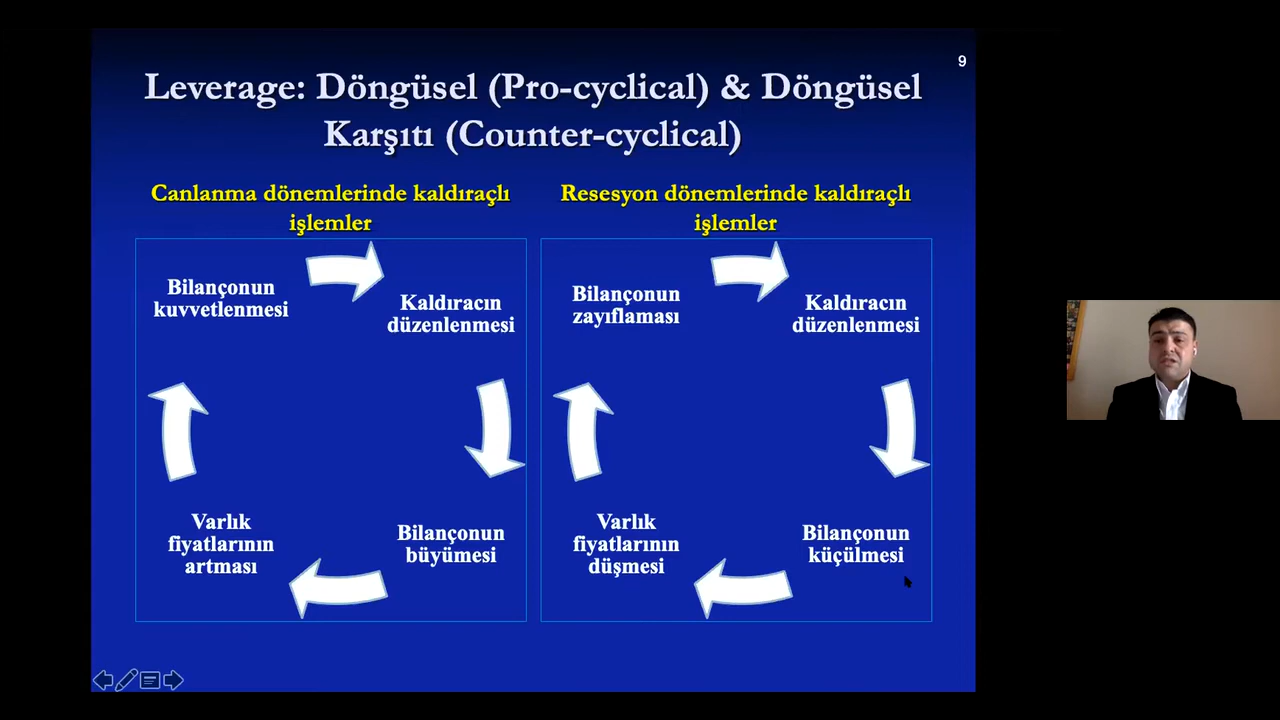 9
Leverage: Döngüsel (Pro-cyclical) & Döngüsel
Karşıtı (Counter-cyclical)
Canlanma dönemlerinde kaldıraçlı
işlemler
Bilançonun
kuvvetlenmesi
Kaldıracın
düzenlenmesi
Varlık
fiyatlarının
artması
Bilançonun
büyümesi
Resesyon dönemlerinde kaldıraçlı
işlemler
Bilançonun
zayıflaması
Kaldıracın
düzenlenmesi
Varlık
fiyatlarının
düşmesi
Bilançonun
küçülmesi